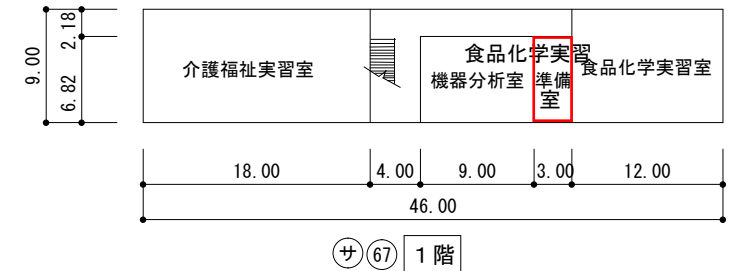 9.00
2.18
6.82
介護福祉実習室
食品化学実習
機器分析室
準備
室
食品化学実習室
18.00
4.00
9.00
3.00
12.00
46.00
サ 67 1階